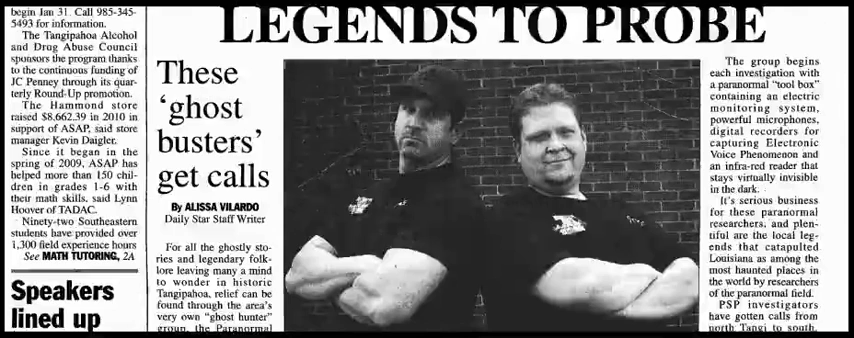 begin Jan 31. Call 985-345-
5493 for information.
The Tangipahoa Alcohol
and Drug Abuse Council
sponsors the program thanks
to the continuous funding of
JC Penney through its quar-
terly Round-Up promotion.
The Hammond store
raised $8,662.39 in 2010 in
support of ASAP, said store
manager Kevin Daigler.
Since it began in the
spring of 2009, ASAP has
helped more than 150 chil-
dren in grades 1-6 with
their math skills, said Lynn
Hoover of TADAC.
Ninety-two Southeastern
students have provided over
1,300 field experience hours
See MATH TUTORING, 2A
Speakers
lined up
LEGENDS TO PROBE
These
‘ghost
busters’
get calls
By ALISSA VILARDO
Daily Star Staff Writer
For all the ghostly sto-
ries and legendary folk-
lore leaving many a mind
to wonder in historic
Tangipahoa, relief can be
found through the area's
very own "ghost hunter"
group, the Paranormal
The group begins
each investigation with
a paranormal "tool box"
containing an electric
monitoring system,
powerful microphones,
digital recorders for
capturing Electronic
Voice Phenomenon and
an infra-red reader that
stays virtually invisible
in the dark.
It's serious business
for these paranormal
researchers, and plen-
tiful are the local leg-
ends that catapulted
Louisiana as among the
most haunted places in
the world by researchers
of the paranormal field.
PSP investigators
have gotten calls from
north Tangi to south,